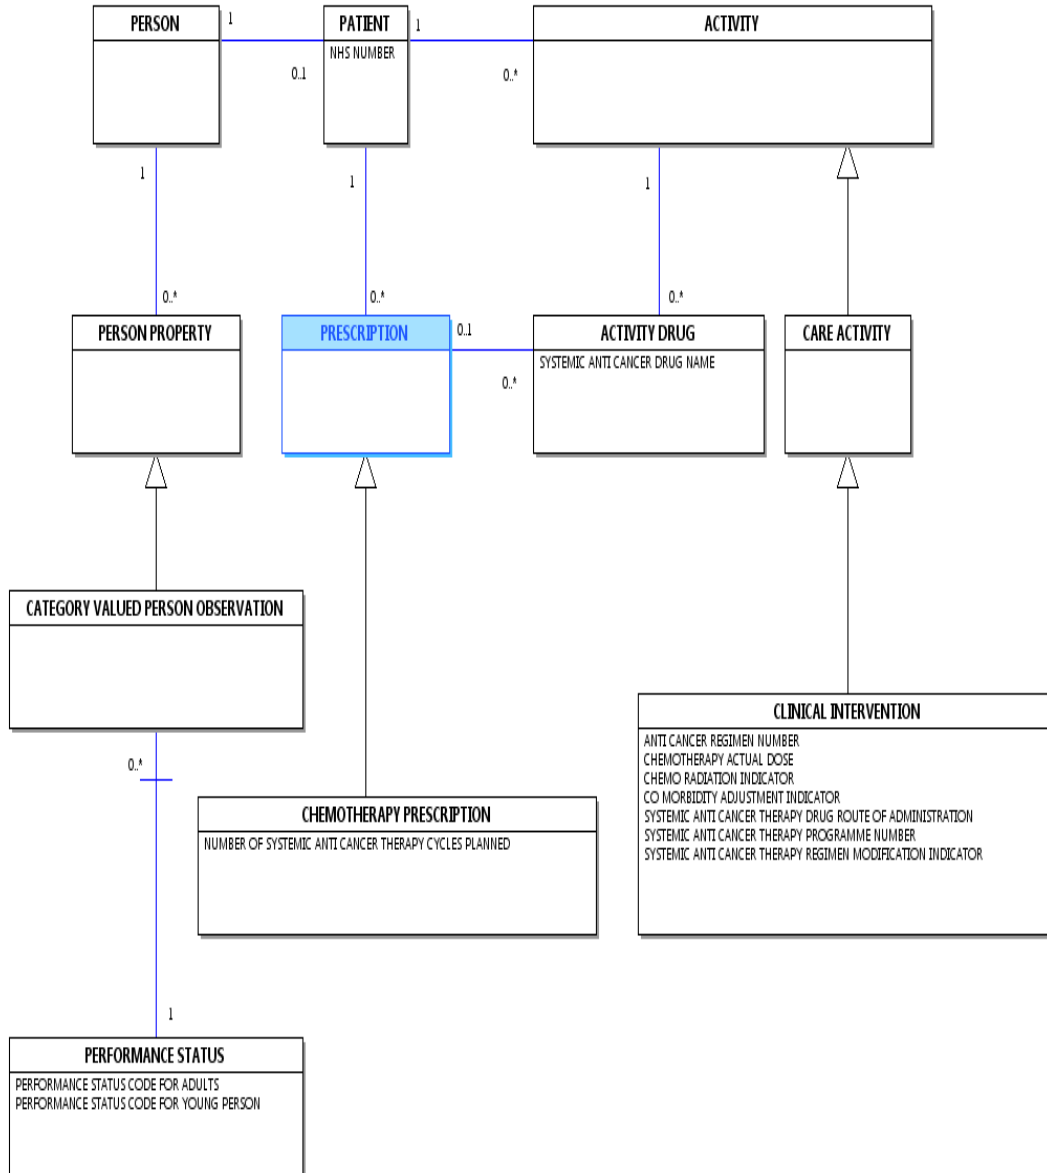 PERSON
1
PATIENT
1
ACTIVITY
NHS NUMBER
0..1
0..*
1
1
1
0..*
0..*
0..*
PERSON PROPERTY
PRESCRIPTION
0..1
ACTIVITY DRUG
CARE ACTIVITY
SYSTEMIC ANTI CANCER DRUG NAME
0..*
CATEGORY VALUED PERSON OBSERVATION
CLINICAL INTERVENTION
ANTI CANCER REGIMEN NUMBER
CHEMOTHERAPY ACTUAL DOSE
CHEMO RADIATION INDICATOR
CO MORBIDITY ADJUSTMENT INDICATOR
SYSTEMIC ANTI CANCER THERAPY DRUG ROUTE OF ADMINISTRATION
SYSTEMIC ANTI CANCER THERAPY PROGRAMME NUMBER
SYSTEMIC ANTI CANCER THERAPY REGIMEN MODIFICATION INDICATOR
0..*
CHEMOTHERAPY PRESCRIPTION
NUMBER OF SYSTEMIC ANTI CANCER THERAPY CYCLES PLANNED
1
PERFORMANCE STATUS
PERFORMANCE STATUS CODE FOR ADULTS
PERFORMANCE STATUS CODE FOR YOUNG PERSON